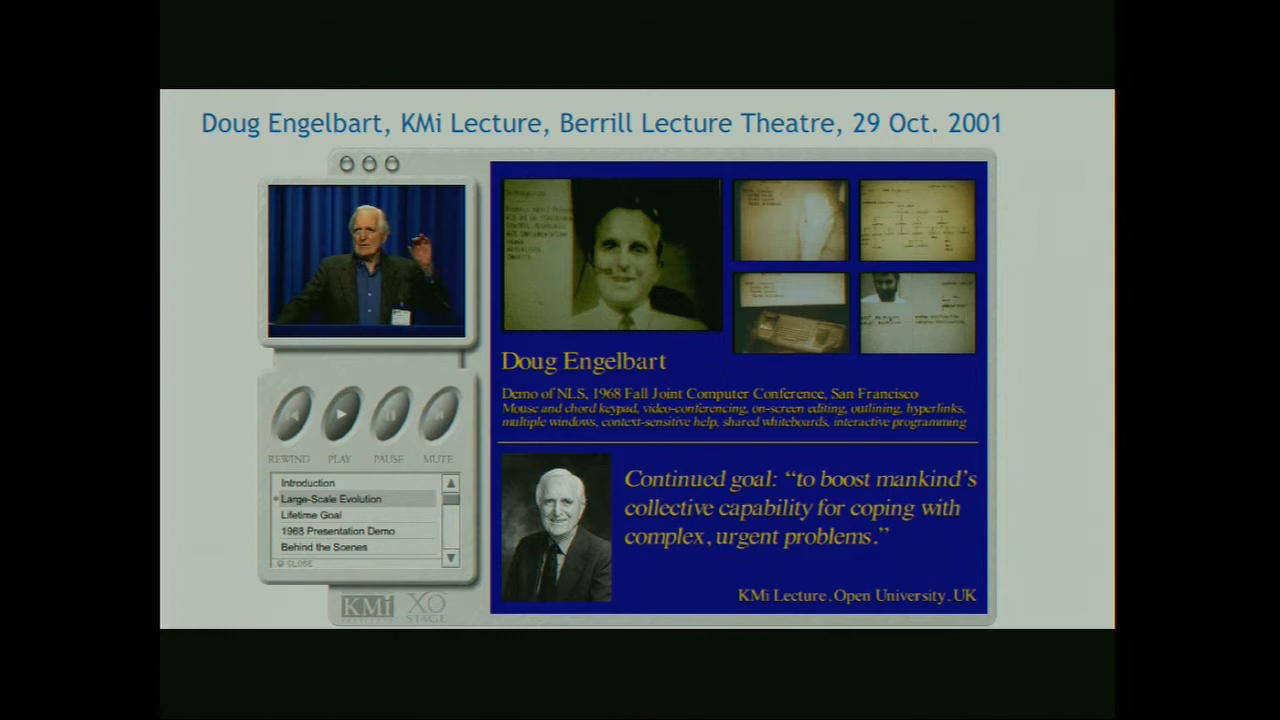 Doug Engelbart, KMi Lecture, Berrill Lecture Theatre, 29 Oct. 2001
Doug Engelbart
Demo of NLS, 1968 Fall Joint Computer Conference, San Francisco
Mouse and chord keypad, video-conferencing, on-screen editing, outlining, hyperlinks,
multiple windows, context-sensitive help, shared whiteboards, interactive programming
REWIND PLAY PAUSE MUTE
Introduction
Large-Scale Evolution
Lifetime Goal
1968 Presentation Demo
Behind the Scenes
CLOSE
KMi XO
STAGE
Continued goal: “to boost mankind’s
collective capability for coping with
complex, urgent problems.”
KMi Lecture, Open University, UK